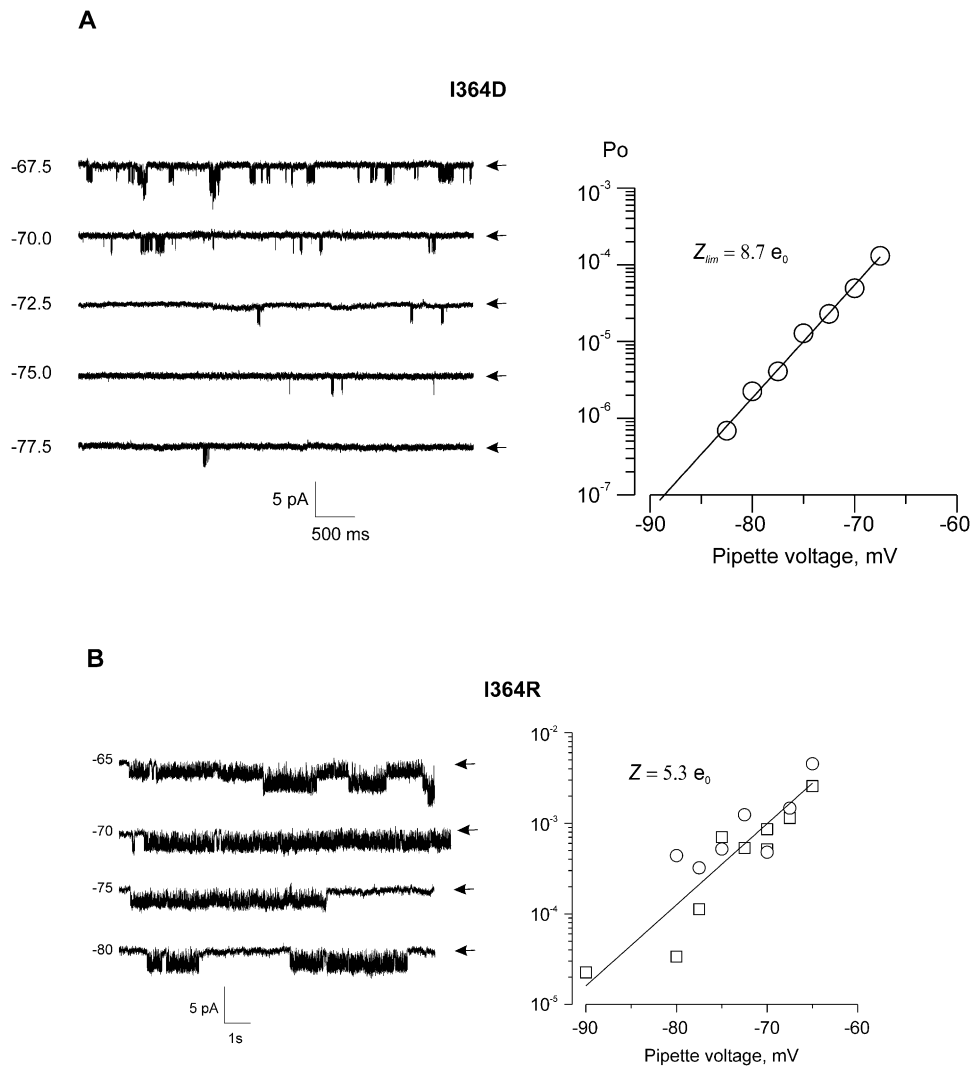 A
I364D
-67.5
-70.0
-72.5
-75.0
-77.5
5 pA
500 ms
Po
10-3
10-4
10-5
10-6
10-7
Zlim = 8.7 e0
-90 -80 -70 -60
Pipette voltage, mV
B
I364R
-65
-70
-75
-80
5 pA
1s
10-2
10-3
10-4
10-5
Z = 5.3 e0
-90 -80 -70 -60
Pipette voltage, mV